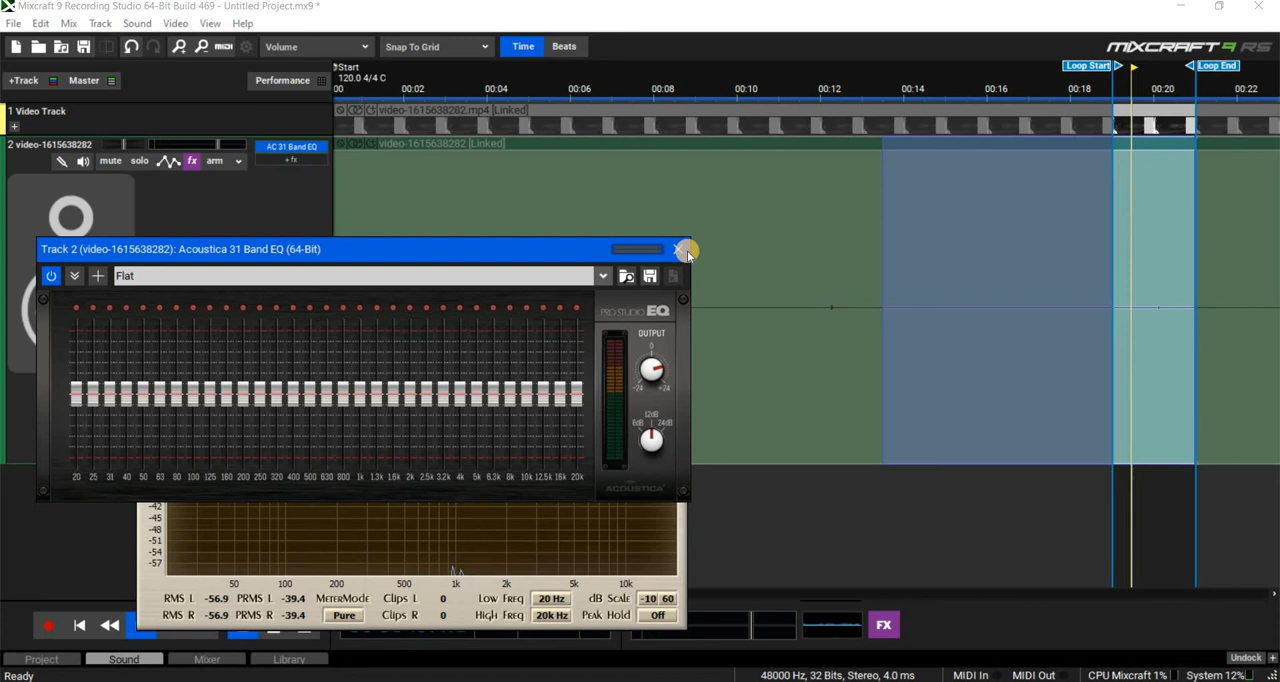 Mixcraft 9 Recording Studio 64-Bit Build 469 - Untitled Project.mx9 *
File Edit Mix Track Sound Video View Help
MIDI Volume Snap To Grid Time Beats MIXCRAFT 9 RS
Start Loop Start Loop End
+Track Master Performance 120.0 4/4 C
00 00:02 00:04 00:06 00:08 00:10 00:12 00:14 00:16 00:18 00:20 00:22
1 Video Track video-1615638282.mp4 [Linked]
2 video-1615638282 AC 31 Band EQ video-1615638282 [Linked]
mute solo fx arm + fx
Track 2 (video-1615638282): Acoustica 31 Band EQ (64-Bit)
Flat
PRO STUDIO EQ
OUTPUT
0
-24 +24
12dB
6dB 24dB
20 25 31 40 50 63 80 100 125 160 200 250 320 400 500 630 800 1k 1.3k 1.6k 2k 2.5k 3.2k 4k 5k 6.3k 8k 10k 12.5k 16k 20k
ACOUSTICA
-42
-45
-48
-51
-54
-57
50 100 200 500 1k 2k 5k 10k
RMS L -56.9 PRMS L -39.4 MeterMode Clips L 0 Low Freq 20 Hz dB Scale -10 60
RMS R -56.9 PRMS R -39.4 Pure Clips R 0 High Freq 20k Hz Peak Hold Off
FX
Project Sound Mixer Library Undock +
Ready 48000 Hz, 32 Bits, Stereo, 4.0 ms MIDI In MIDI Out CPU Mixcraft 1% System 12%